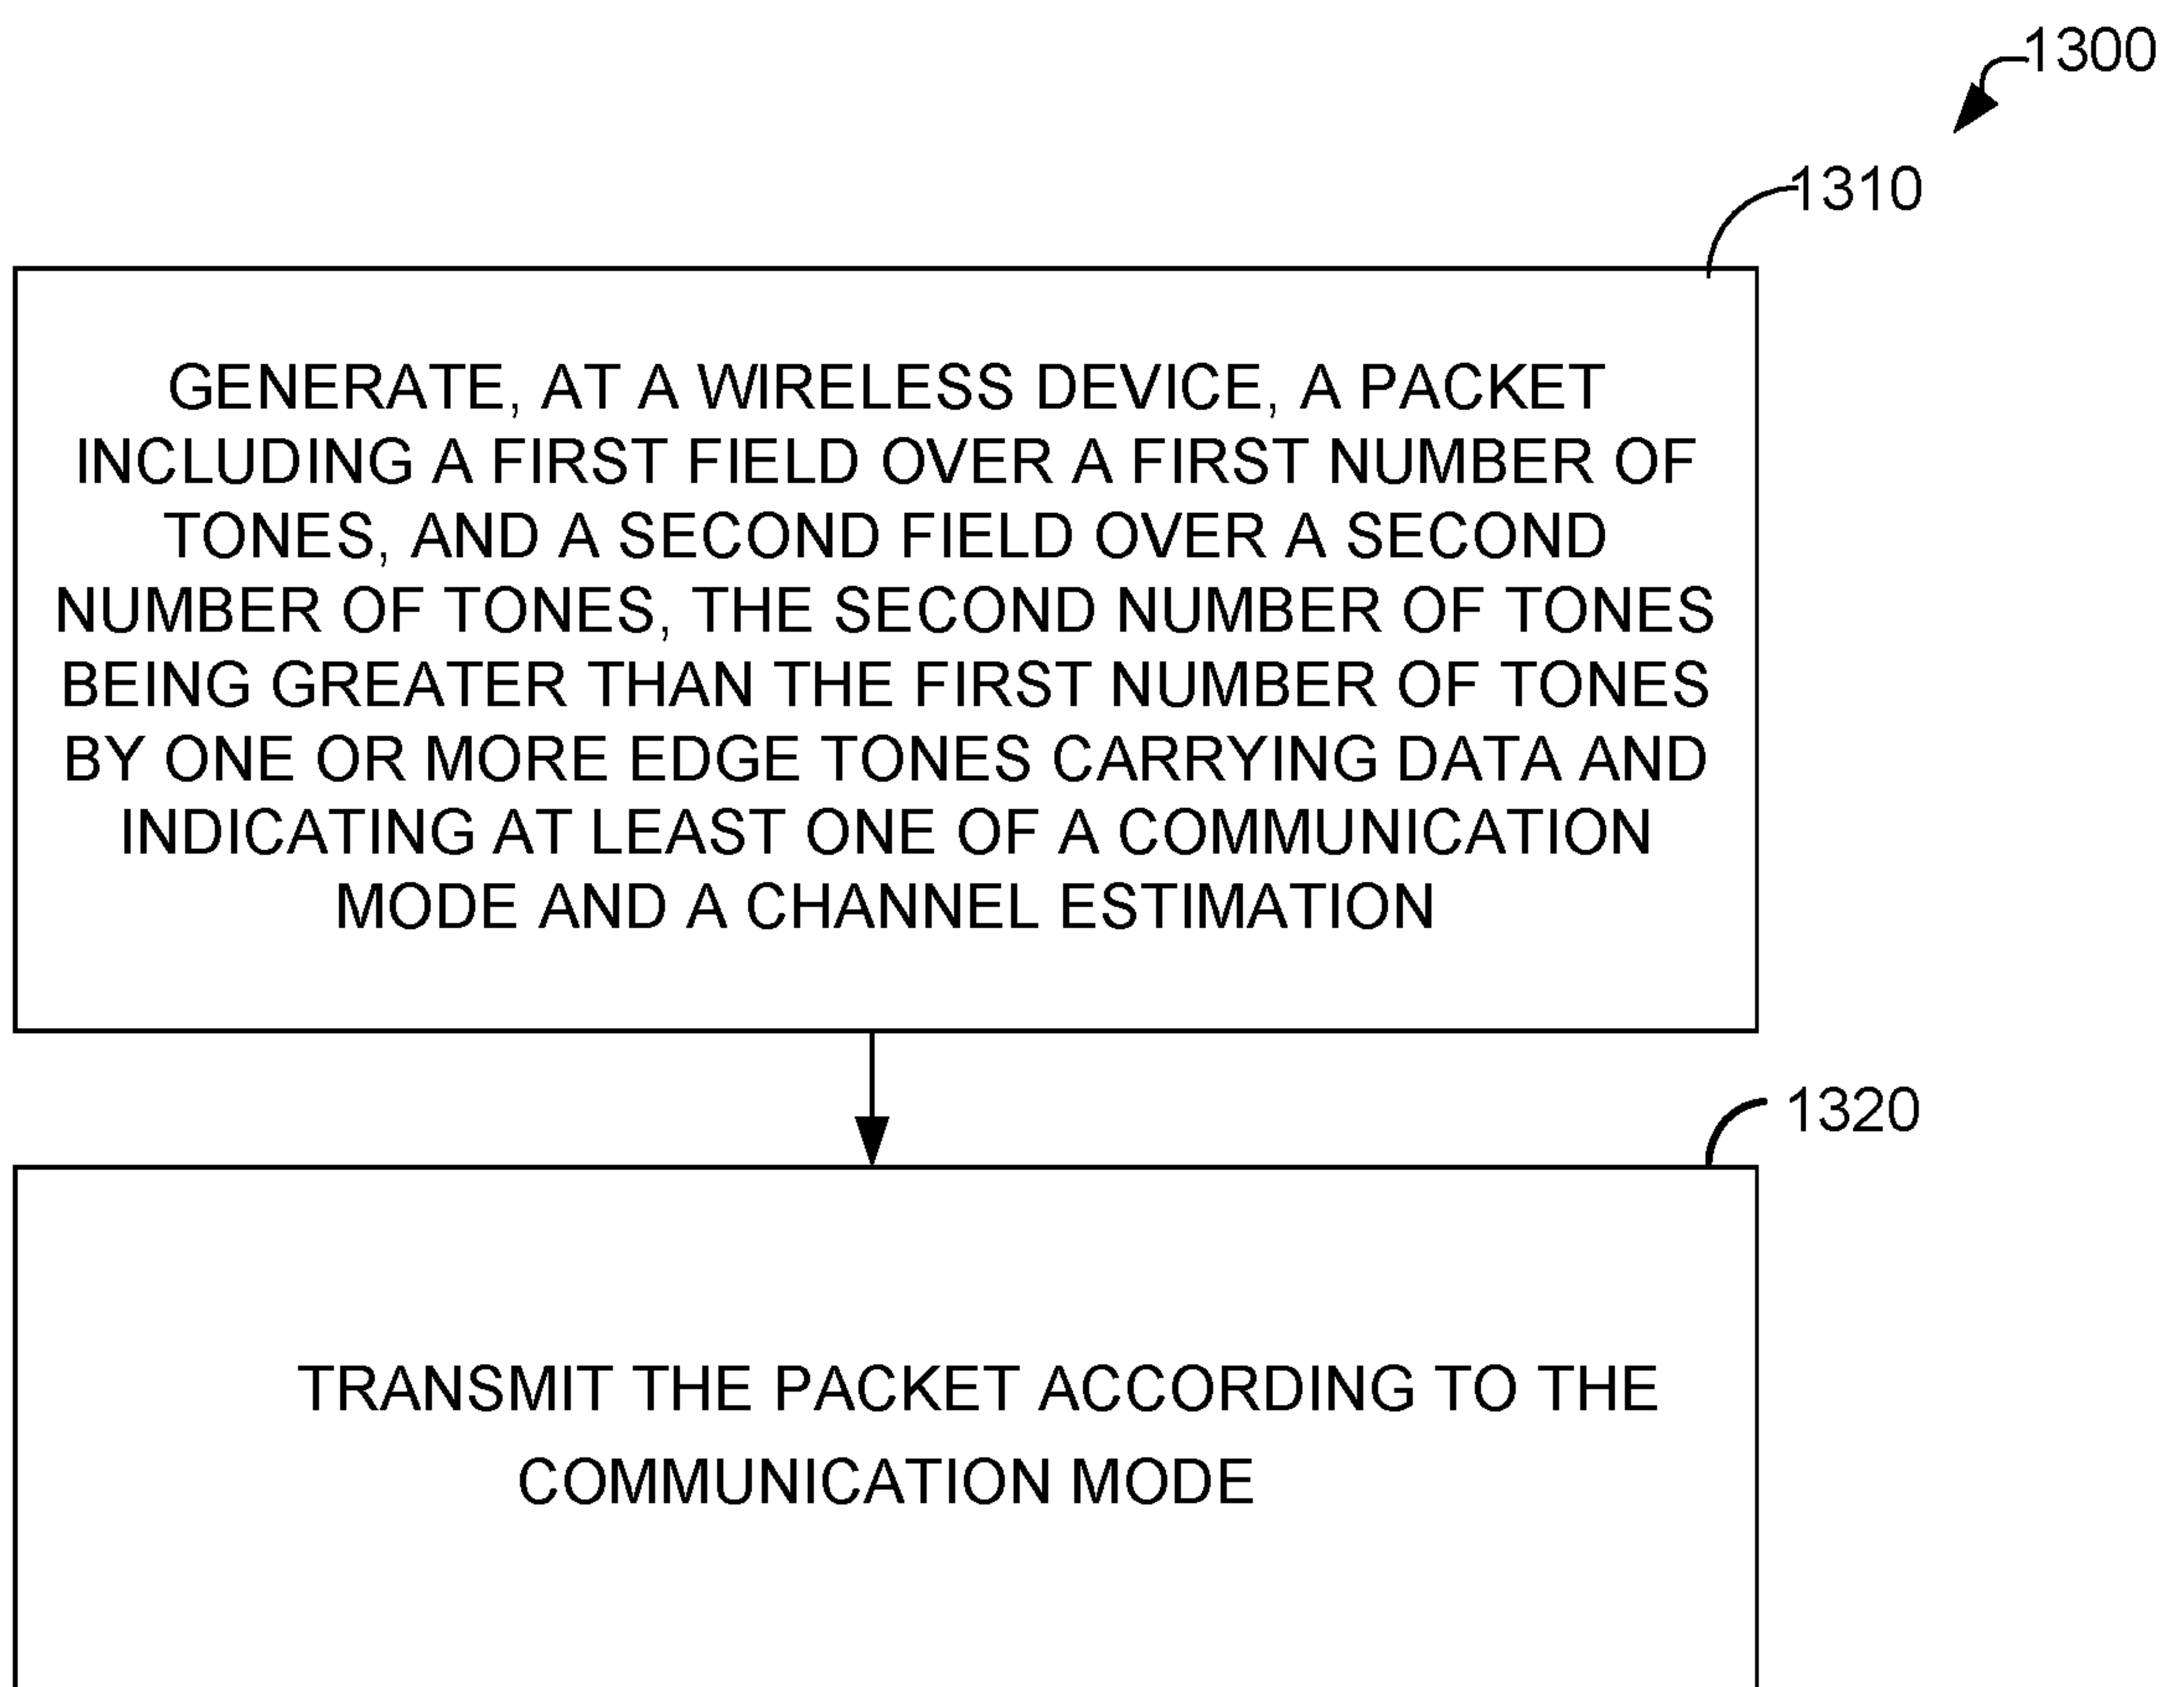 1300
1310
GENERATE, AT A WIRELESS DEVICE, A PACKET
INCLUDING A FIRST FIELD OVER A FIRST NUMBER OF
TONES, AND A SECOND FIELD OVER A SECOND
NUMBER OF TONES, THE SECOND NUMBER OF TONES
BEING GREATER THAN THE FIRST NUMBER OF TONES
BY ONE OR MORE EDGE TONES CARRYING DATA AND
INDICATING AT LEAST ONE OF A COMMUNICATION
MODE AND A CHANNEL ESTIMATION
1320
TRANSMIT THE PACKET ACCORDING TO THE
COMMUNICATION MODE